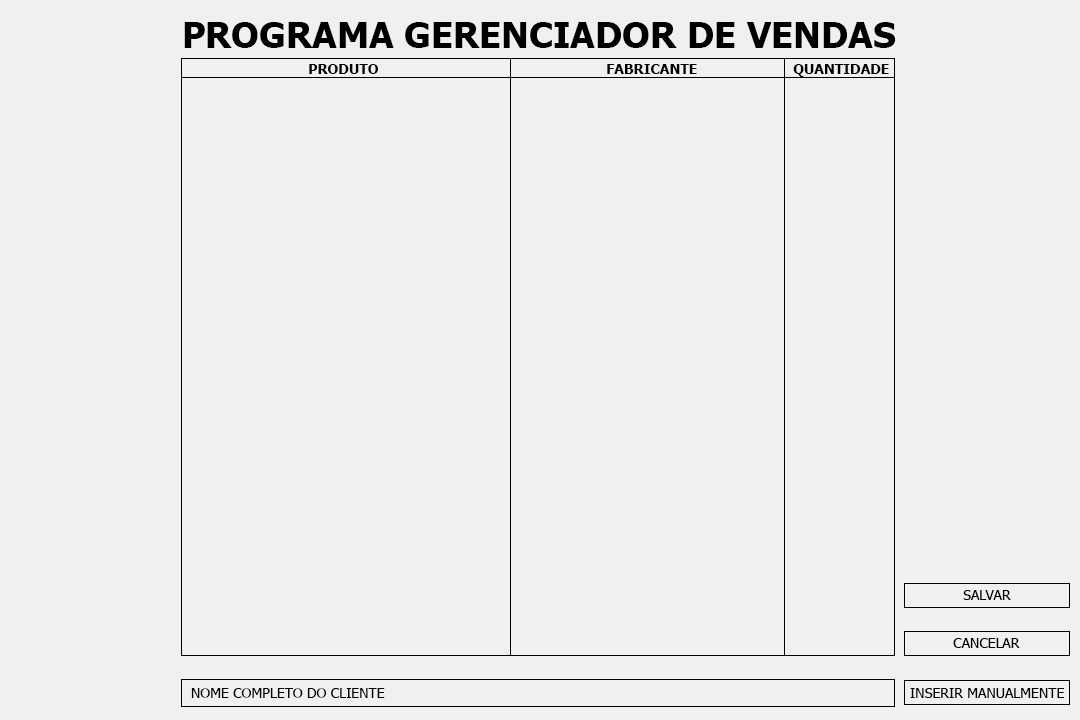 PROGRAMA GERENCIADOR DE VENDAS
PRODUTO FABRICANTE QUANTIDADE
SALVAR
CANCELAR
NOME COMPLETO DO CLIENTE
INSERIR MANUALMENTE